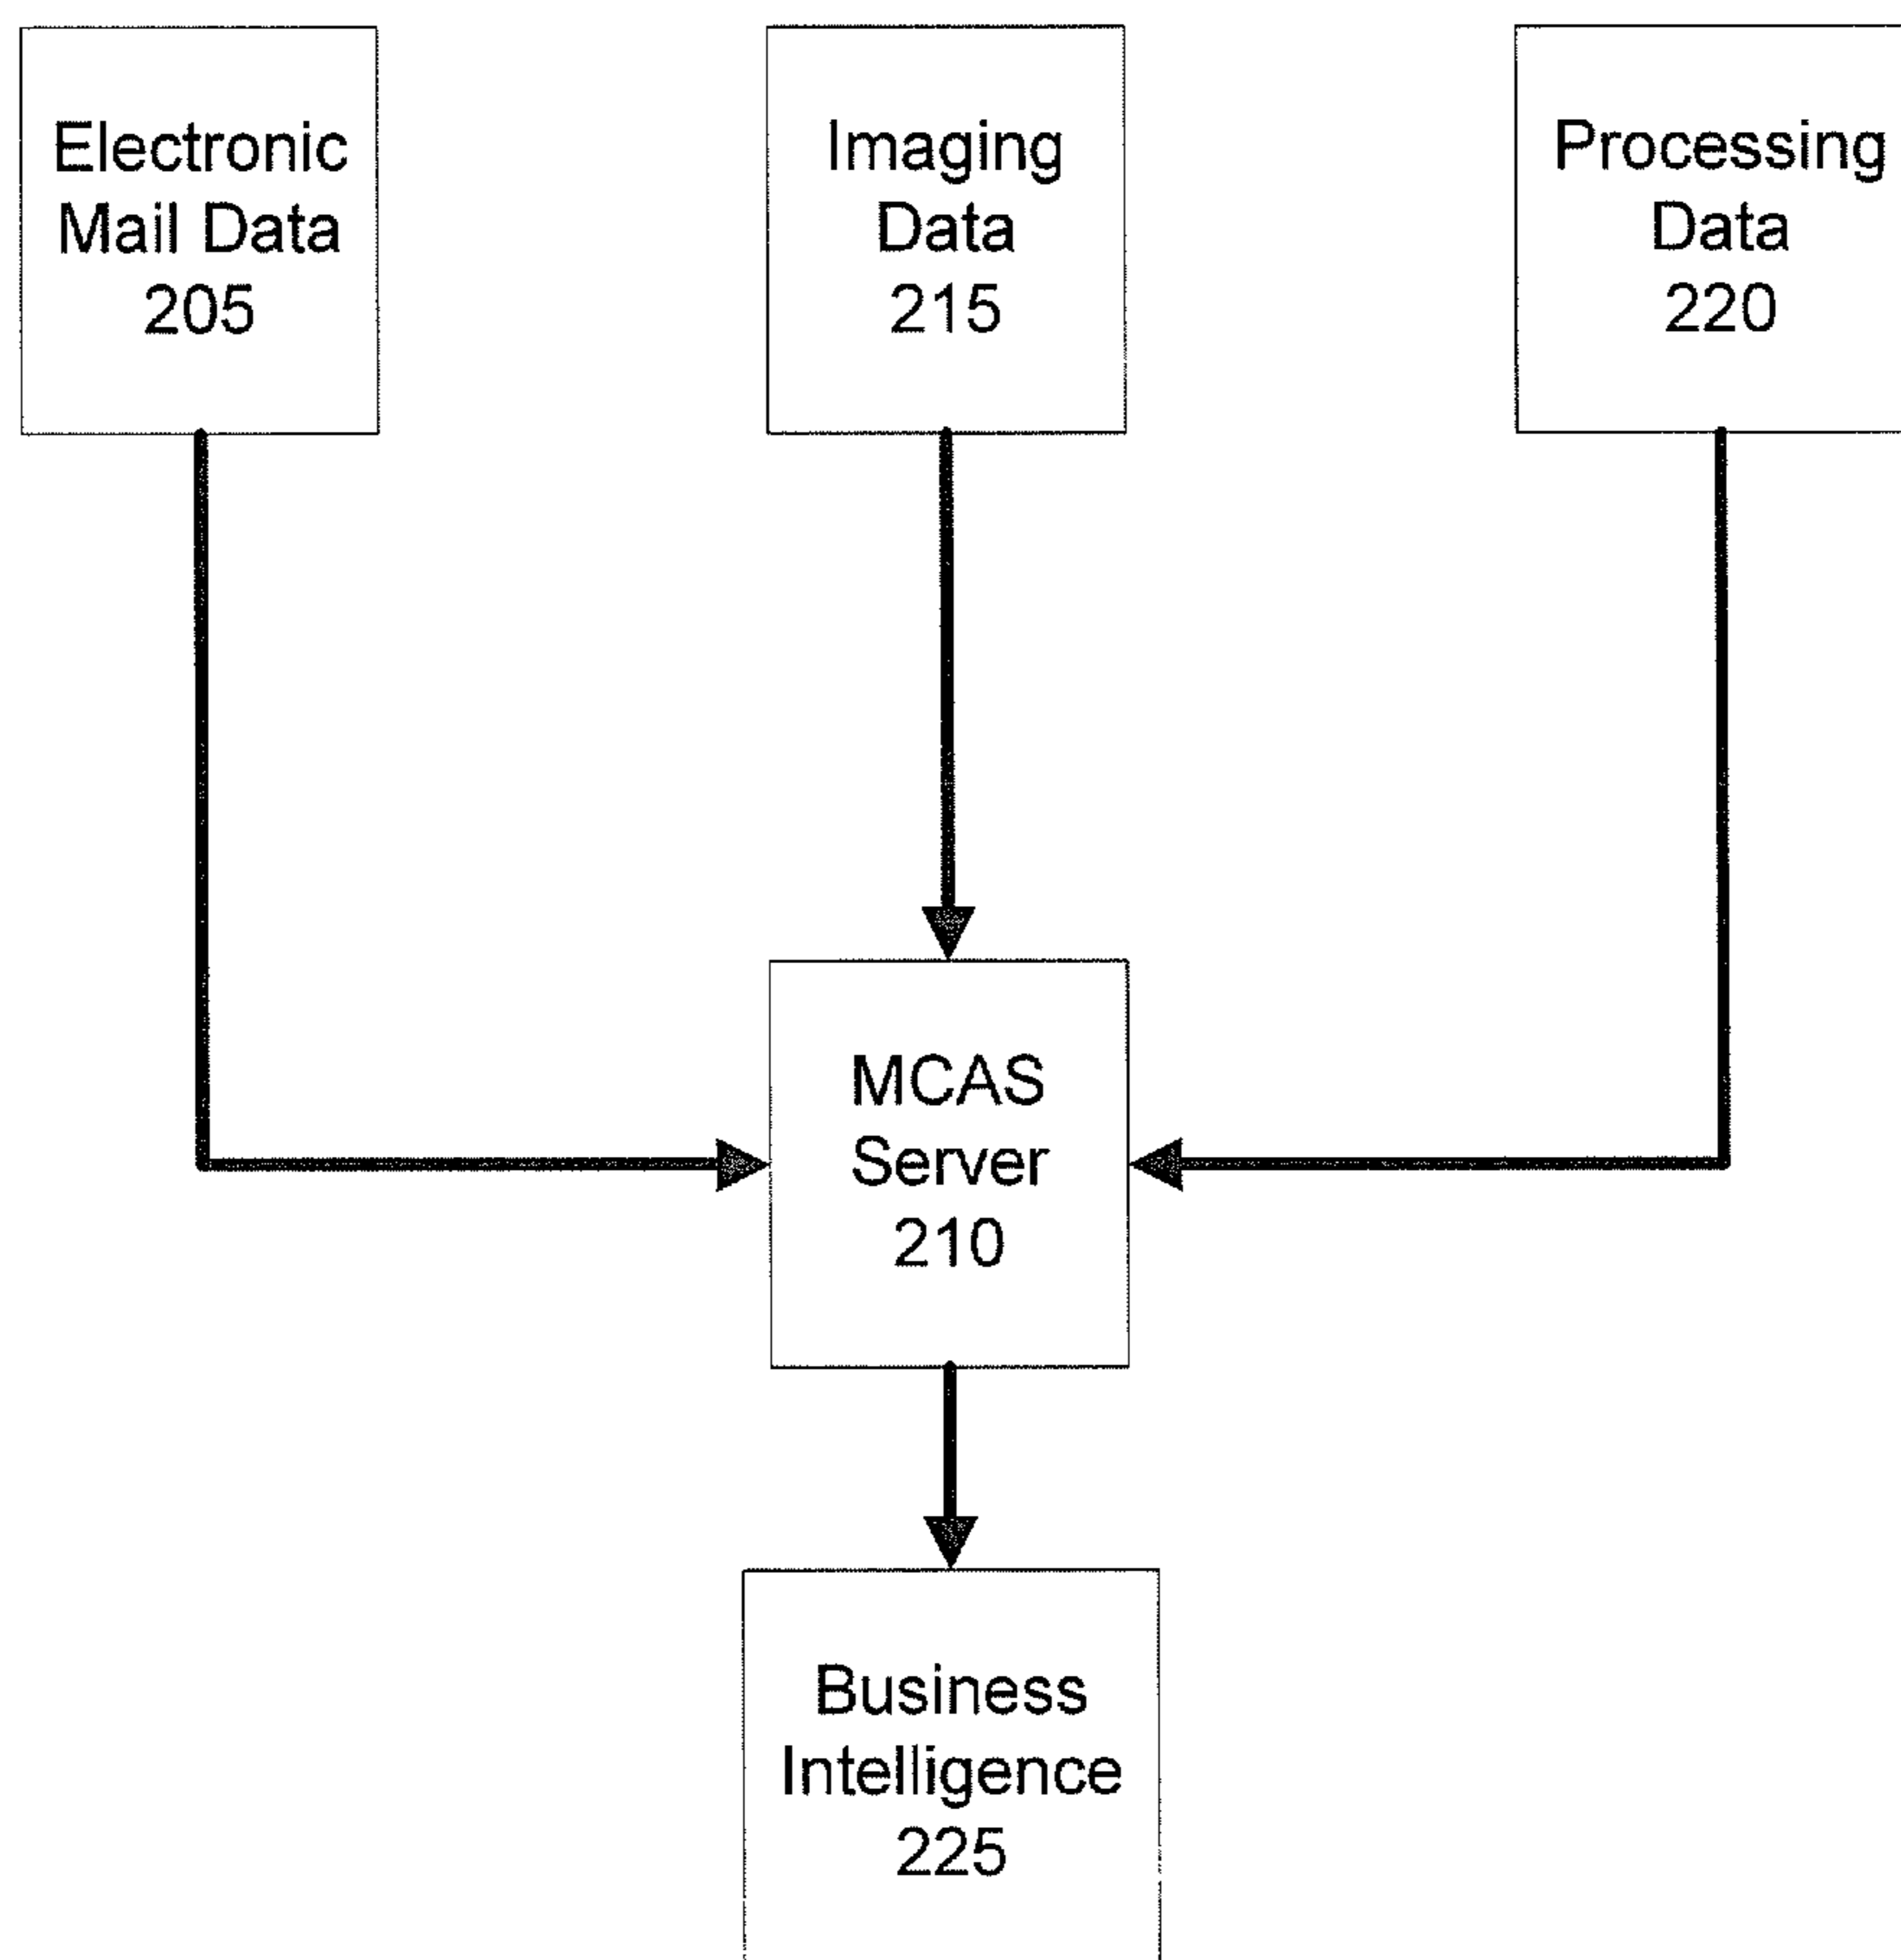 Electronic
Mail Data
205
Imaging
Data
215
Processing
Data
220
MCAS
Server
210
Business
Intelligence
225